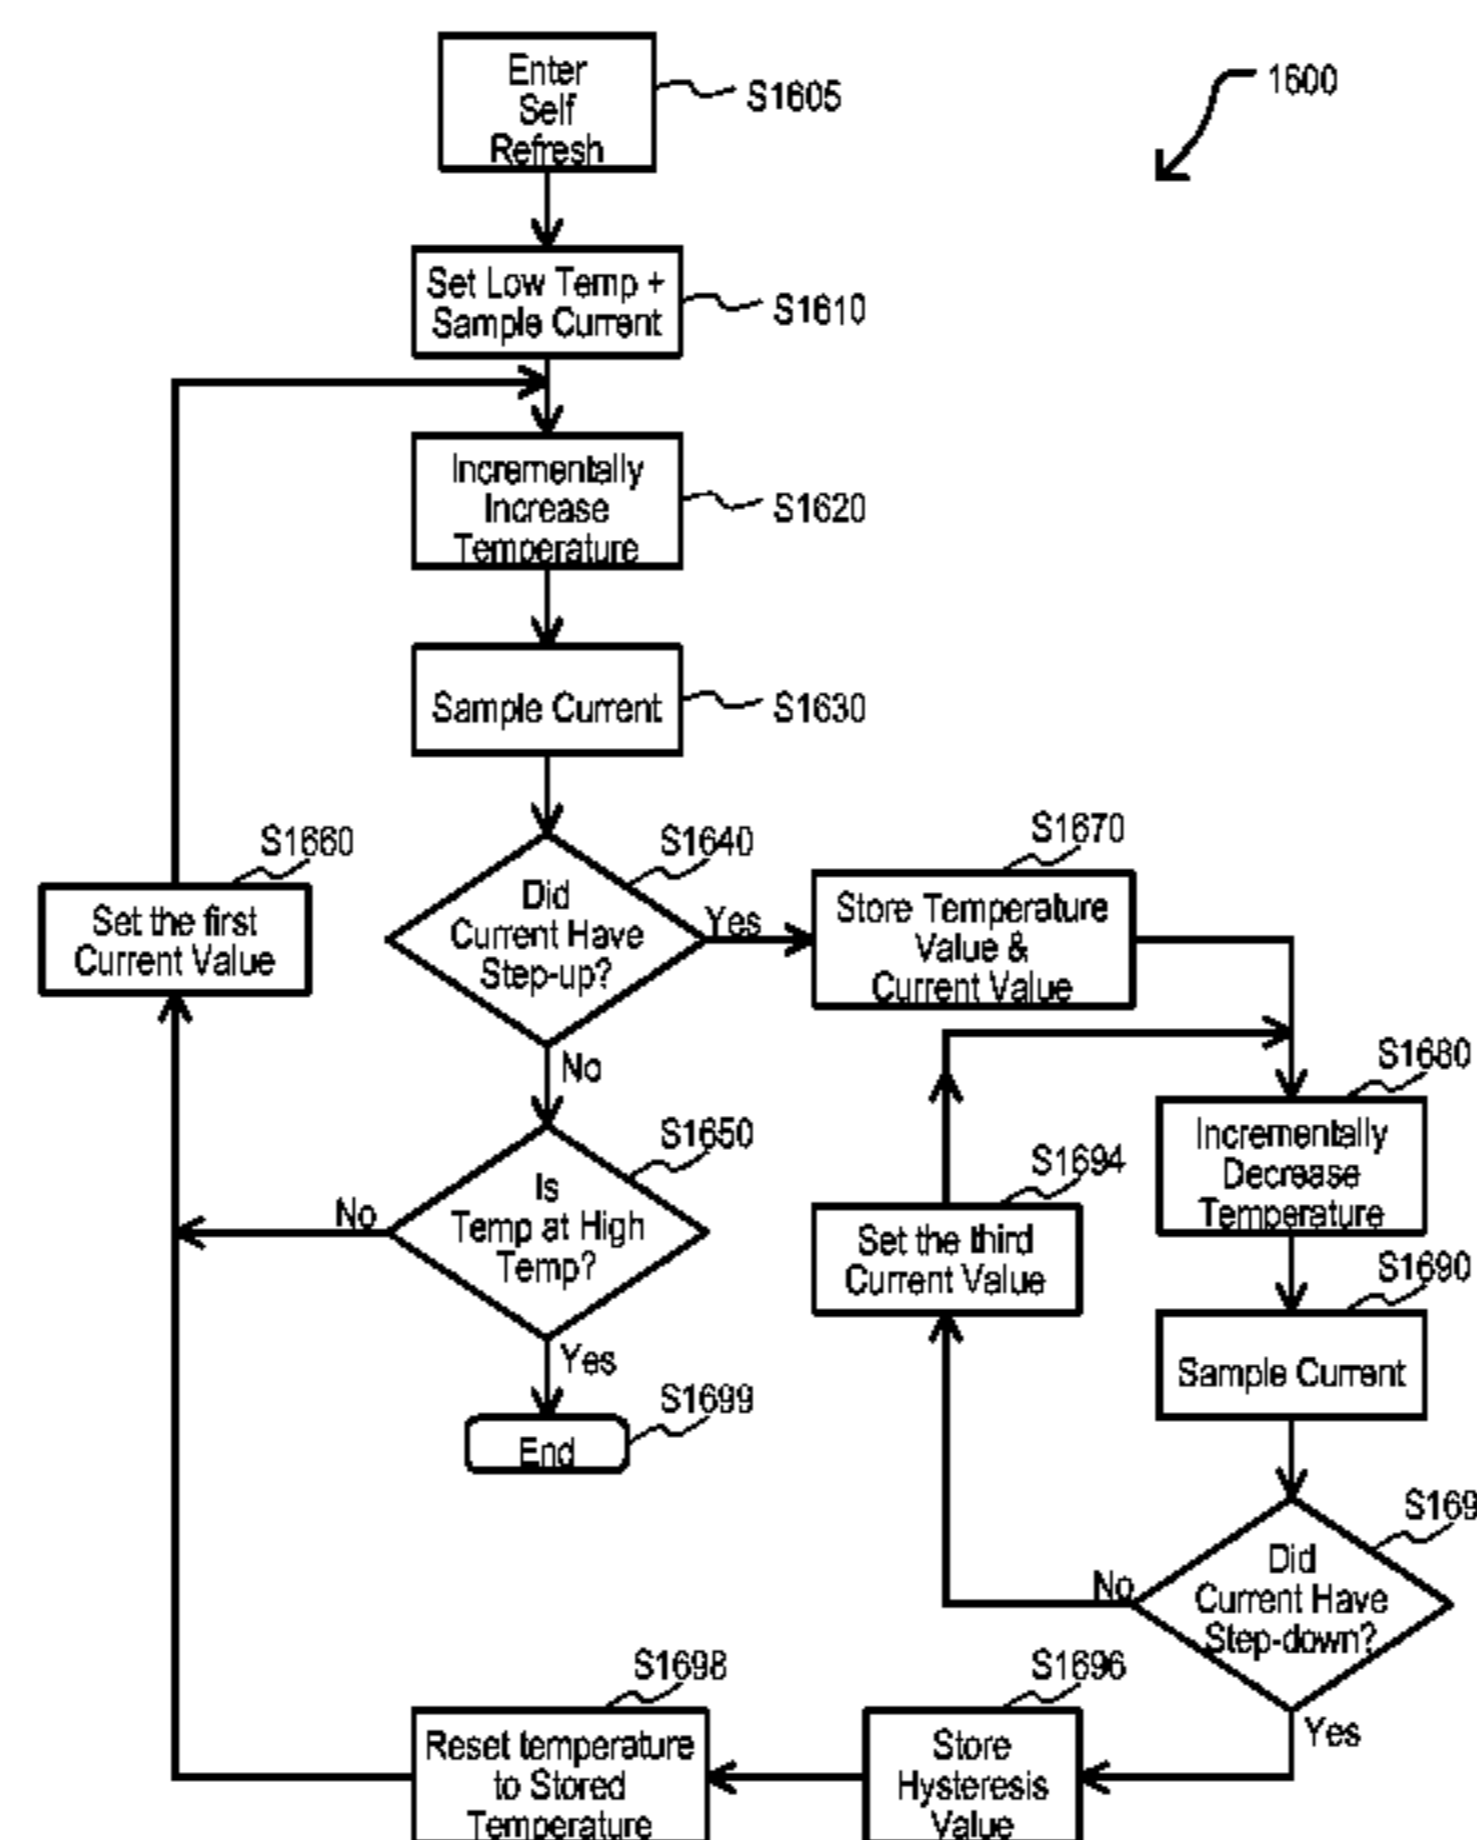 Enter
Self
Refresh
S1605
1600
Set Low Temp +
Sample Current
S1610
Incrementally
Increase
Temperature
S1620
Sample Current
S1630
S1660
Set the first
Current Value
S1640
Did
Current Have
Step-up?
Yes
No
S1670
Store Temperature
Value &
Current Value
S1650
Is
Temp at High
Temp?
No
Yes
S1680
Incrementally
Decrease
Temperature
S1694
Set the third
Current Value
S1690
Sample Current
S1699
End
S169
Did
Current Have
Step-down?
No
Yes
S1698
Reset temperature
to Stored
Temperature
S1696
Store
Hysteresis
Value